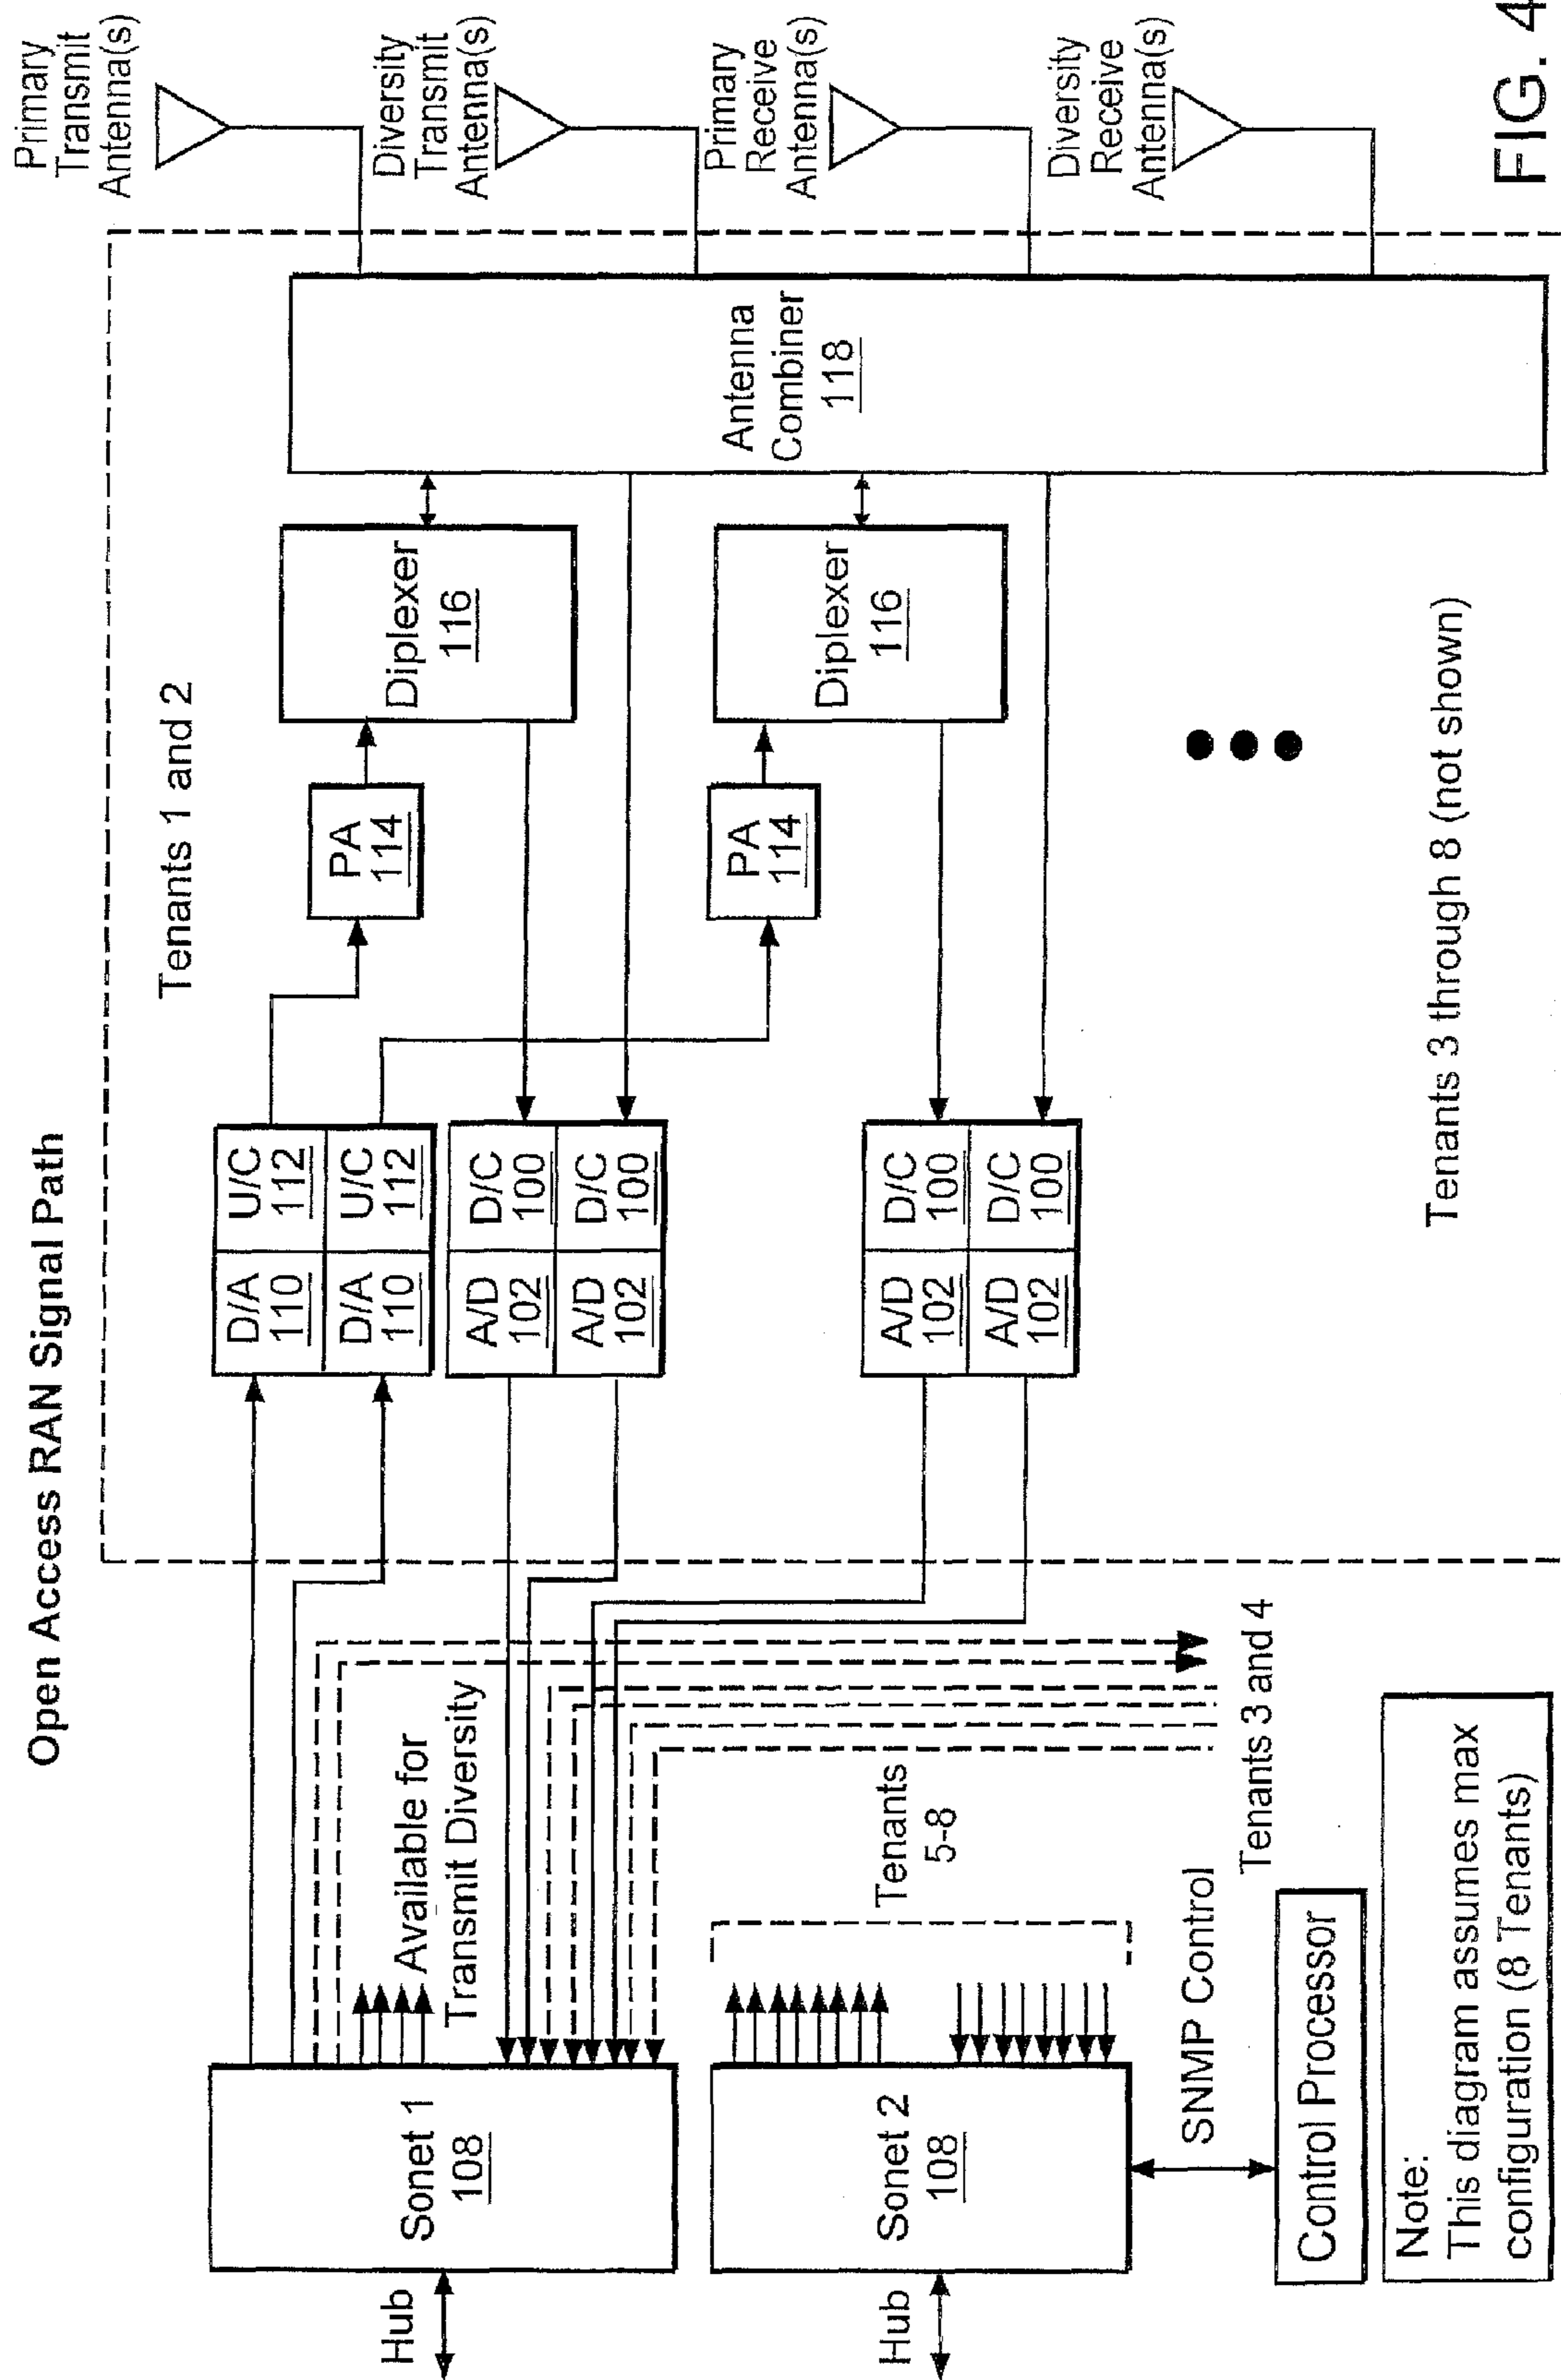 Open Access RAN Signal Path
Hub
Sonet 1
108
Available for
Transmit Diversity
D/A
110
U/C
112
D/A
110
U/C
112
A/D
102
D/C
100
A/D
102
D/C
100
Tenants 1 and 2
PA
114
Diplexer
116
PA
114
Diplexer
116
A/D
102
D/C
100
A/D
102
D/C
100
Antenna
Combiner
118
Primary
Transmit
Antenna(s)
Diversity
Transmit
Antenna(s)
Primary
Receive
Antenna(s)
Diversity
Receive
Antenna(s)
Hub
Sonet 2
108
Tenants
5-8
SNMP Control
Tenants 3 and 4
Control Processor
Tenants 3 through 8 (not shown)
Note:
This diagram assumes max
configuration (8 Tenants)
FIG. 4